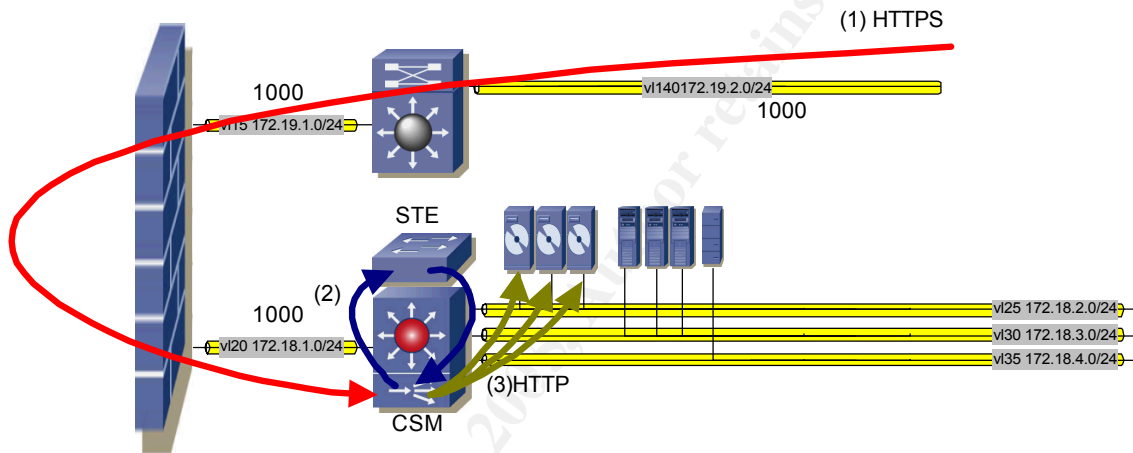 (1) HTTPS
1000
vl140172.19.2.0/24
1000
vl15 172.19.1.0/24
STE
(2)
1000
vl25 172.18.2.0/24
vl30 172.18.3.0/24
vl20 172.18.1.0/24
vl35 172.18.4.0/24
(3)HTTP
CSM
Author retains